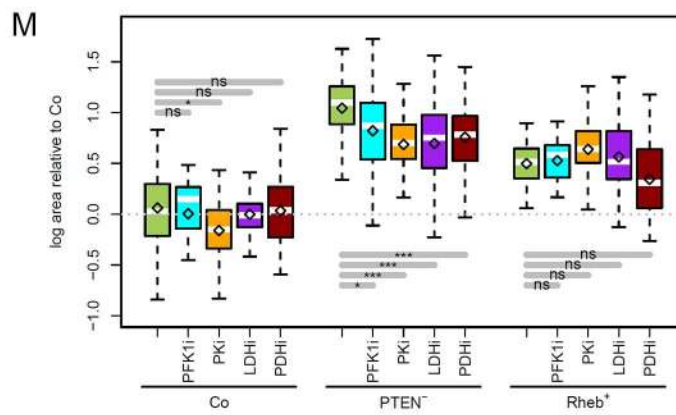 M
log area relative to Co
1.5
1.0
0.5
0.0
−0.5
−1.0
ns
ns
*
ns
***
***
***
*
ns
ns
ns
ns
PFK1i
PKi
LDHi
PDHi
PFK1i
PKi
LDHi
PDHi
PFK1i
PKi
LDHi
PDHi
Co
PTEN⁻
Rheb⁺